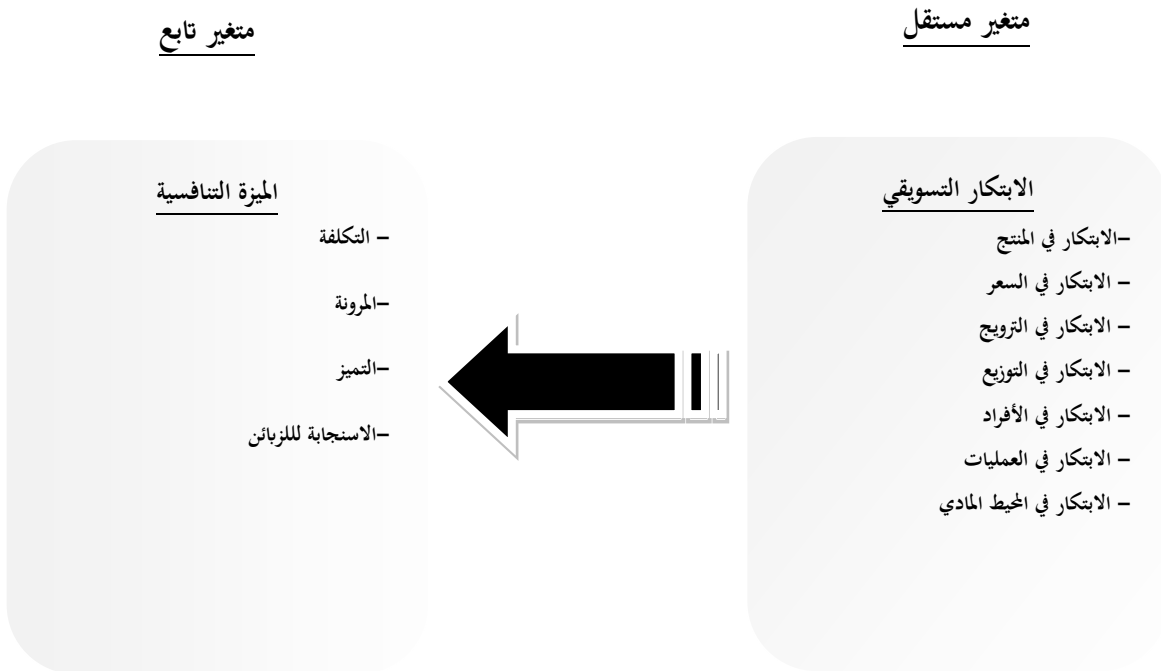 متغير مستقل
متغير تابع
الابتكار التسويقي
–الابتكار في المنتج
– الابتكار في السعر
– الابتكار في الترويج
– الابتكار في التوزيع
– الابتكار في الأفراد
– الابتكار في العمليات
– الابتكار في المحيط المادي
الميزة التنافسية
– التكلفة
–المرونة
–التميز
–الاسنجابة لللزبائن